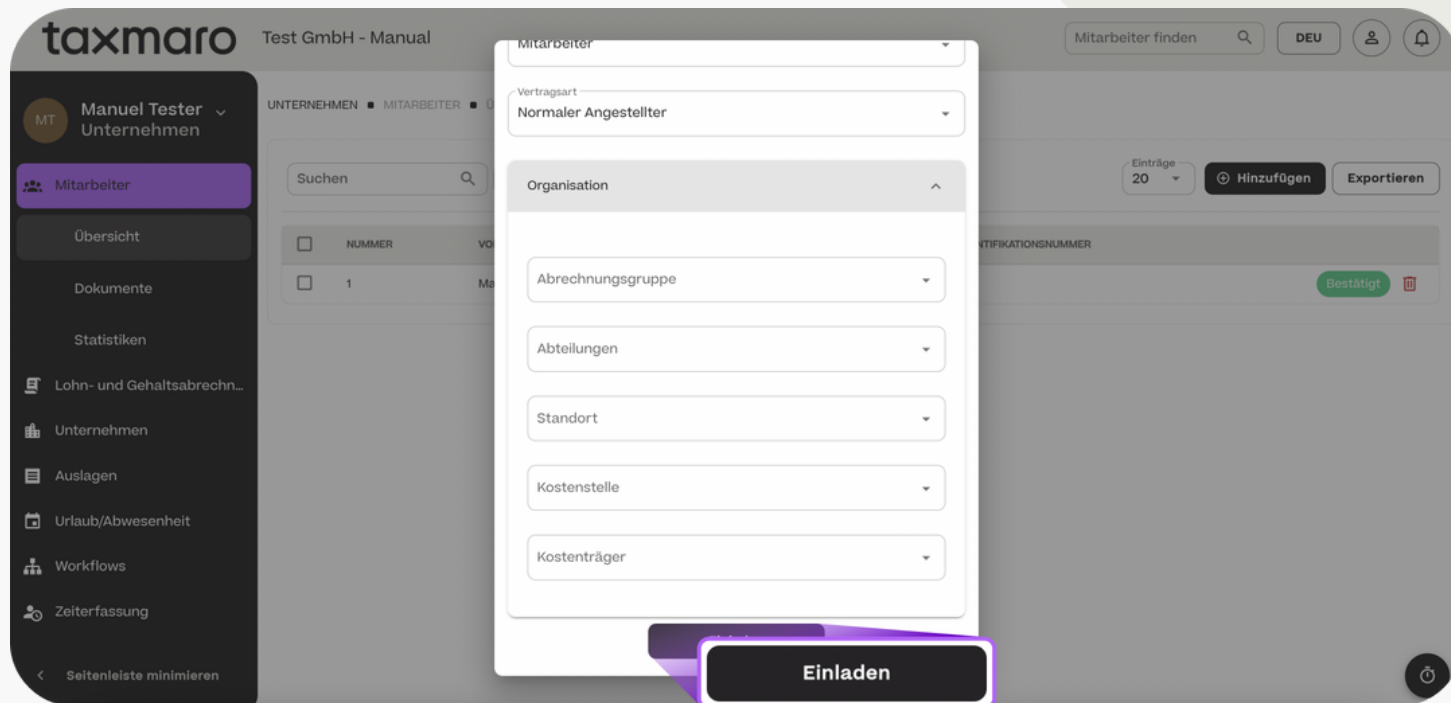 taxmaro
Test GmbH - Manual
Mitarbeiter finden
DEU
MT
Manuel Tester
Unternehmen
Mitarbeiter
Übersicht
Dokumente
Statistiken
Lohn- und Gehaltsabrechn...
Unternehmen
Auslagen
Urlaub/Abwesenheit
Workflows
Zeiterfassung
Seitenleiste minimieren
UNTERNEHMEN ■ MITARBEITER ■
Suchen
Einträge
20
Hinzufügen
Exportieren
NUMMER
1
Bestätigt
Mitarbeiter
Vertragsart
Normaler Angestellter
Organisation
Abrechnungsgruppe
Abteilungen
Standort
Kostenstelle
Kostenträger
Einladen